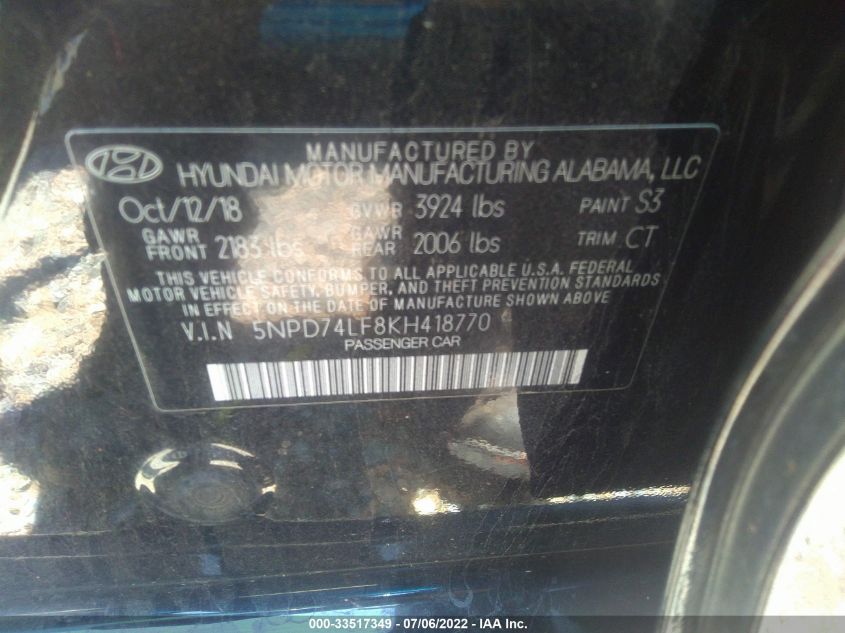 MANUFACTURED BY
HYUNDAI MOTOR MANUFACTURING ALABAMA, LLC
Oct/12/18 GVWR 3924 lbs PAINT S3
GAWR FRONT 2183 lbs GAWR REAR 2006 lbs TRIM CT
THIS VEHICLE CONFORMS TO ALL APPLICABLE U.S.A. FEDERAL
MOTOR VEHICLE SAFETY, BUMPER, AND THEFT PREVENTION STANDARDS
IN EFFECT ON THE DATE OF MANUFACTURE SHOWN ABOVE.
V.I.N 5NPD74LF8KH418770
PASSENGER CAR
000-33517349 - 07/06/2022 - IAA Inc.